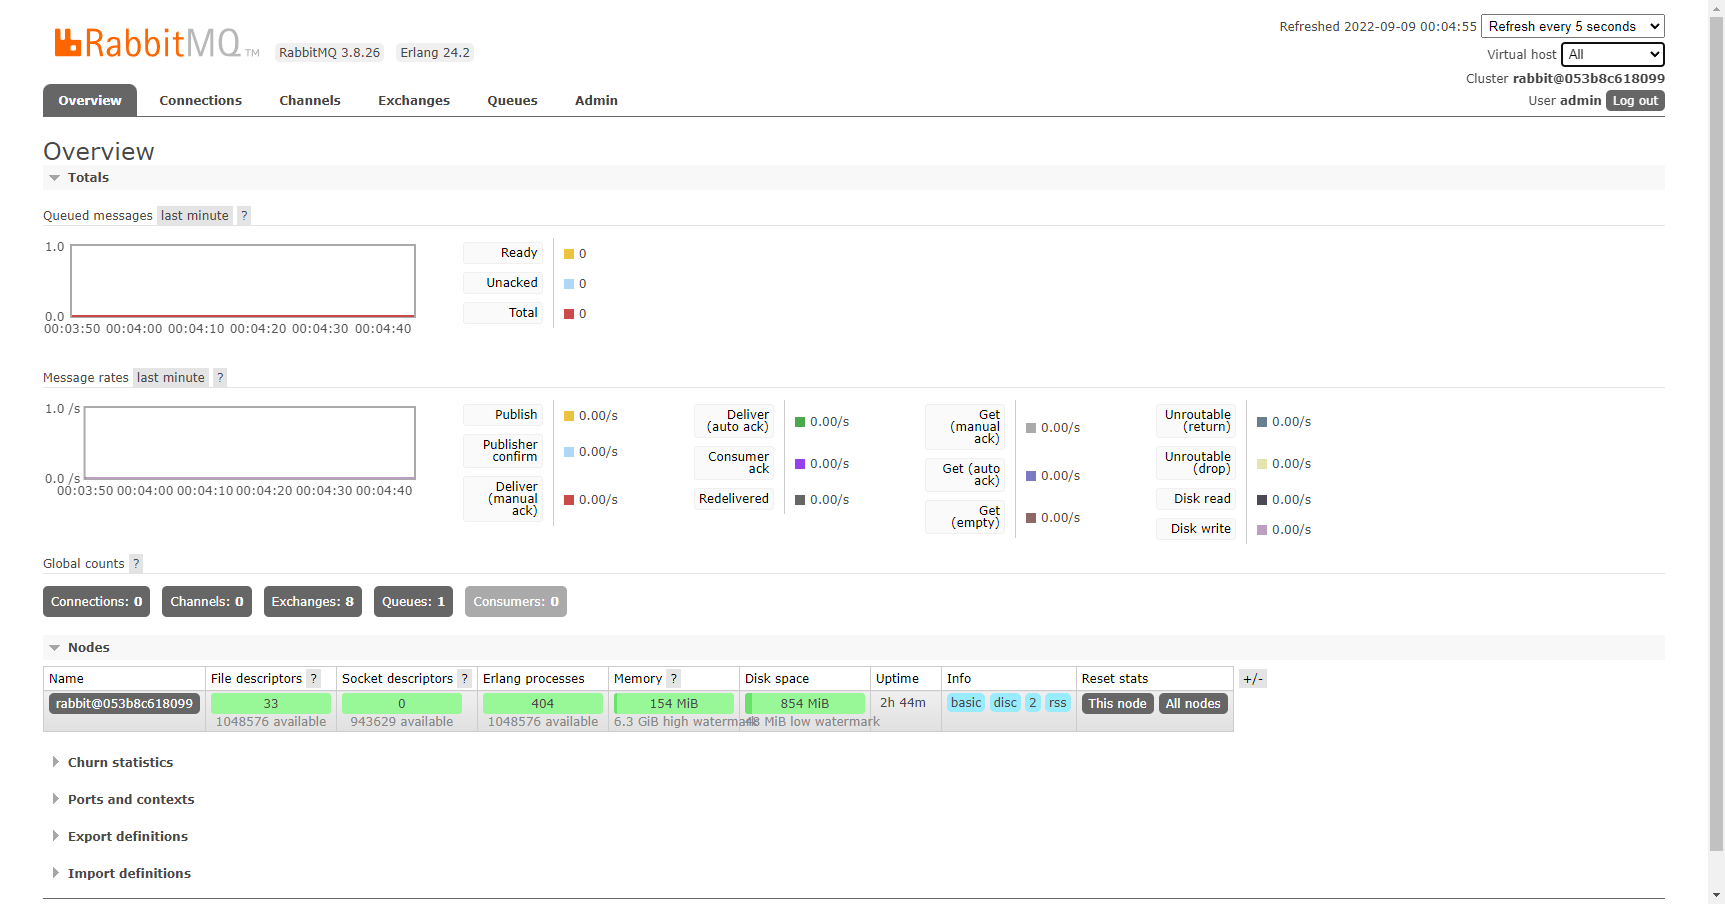 RabbitMQ TM RabbitMQ 3.8.26 Erlang 24.2
Refreshed 2022-09-09 00:04:55 Refresh every 5 seconds
Virtual host All
Cluster rabbit@053b8c618099
User admin Log out
Overview Connections Channels Exchanges Queues Admin
Overview
Totals
Queued messages last minute ?
1.0
0.0
00:03:50 00:04:00 00:04:10 00:04:20 00:04:30 00:04:40
Ready 0
Unacked 0
Total 0
Message rates last minute ?
1.0 /s
0.0 /s
00:03:50 00:04:00 00:04:10 00:04:20 00:04:30 00:04:40
Publish 0.00/s
Publisher
confirm 0.00/s
Deliver
(manual
ack) 0.00/s
Deliver
(auto ack) 0.00/s
Consumer
ack 0.00/s
Redelivered 0.00/s
Get
(manual
ack) 0.00/s
Get (auto
ack) 0.00/s
Get
(empty) 0.00/s
Unroutable
(return) 0.00/s
Unroutable
(drop) 0.00/s
Disk read 0.00/s
Disk write 0.00/s
Global counts ?
Connections: 0 Channels: 0 Exchanges: 8 Queues: 1 Consumers: 0
Nodes
Name File descriptors ? Socket descriptors ? Erlang processes Memory ? Disk space Uptime Info Reset stats +/-
rabbit@053b8c618099 33 0 404 154 MiB 854 MiB 2h 44m basic disc 2 rss This node All nodes
1048576 available 943629 available 1048576 available 6.3 GiB high watermark 48 MiB low watermark
Churn statistics
Ports and contexts
Export definitions
Import definitions